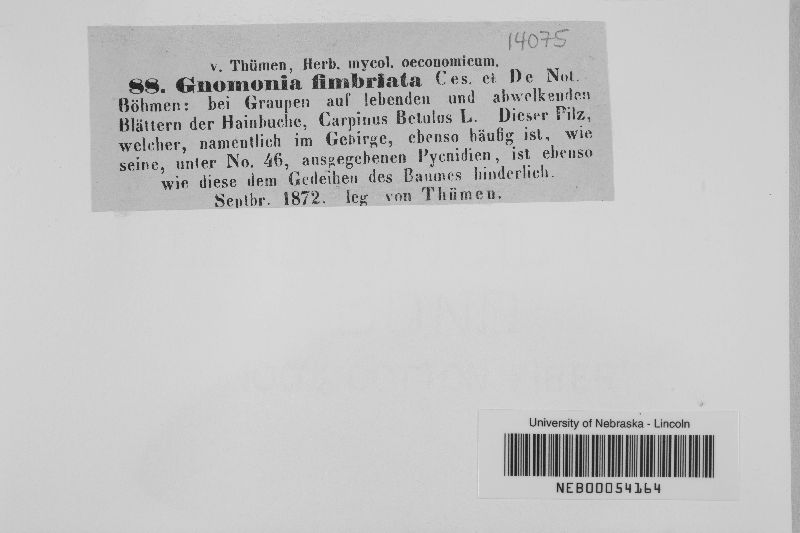 14075
v. Thümen, Herb. mycol. oeconomicum.
88. Gnomonia fimbriata Ces. et De Not.
Böhmen: bei Graupen auf lebenden und abwelkenden
Blättern der Hainbuche, Carpinus Betulus L. Dieser Pilz,
welcher, namentlich im Gebirge, ebenso häufig ist, wie
seine, unter No. 46, ausgegebenen Pycnidien, ist ebenso
wie diese dem Gedeihen des Baumes hinderlich.
Septbr. 1872. leg von Thümen.
University of Nebraska - Lincoln
NEB00054164